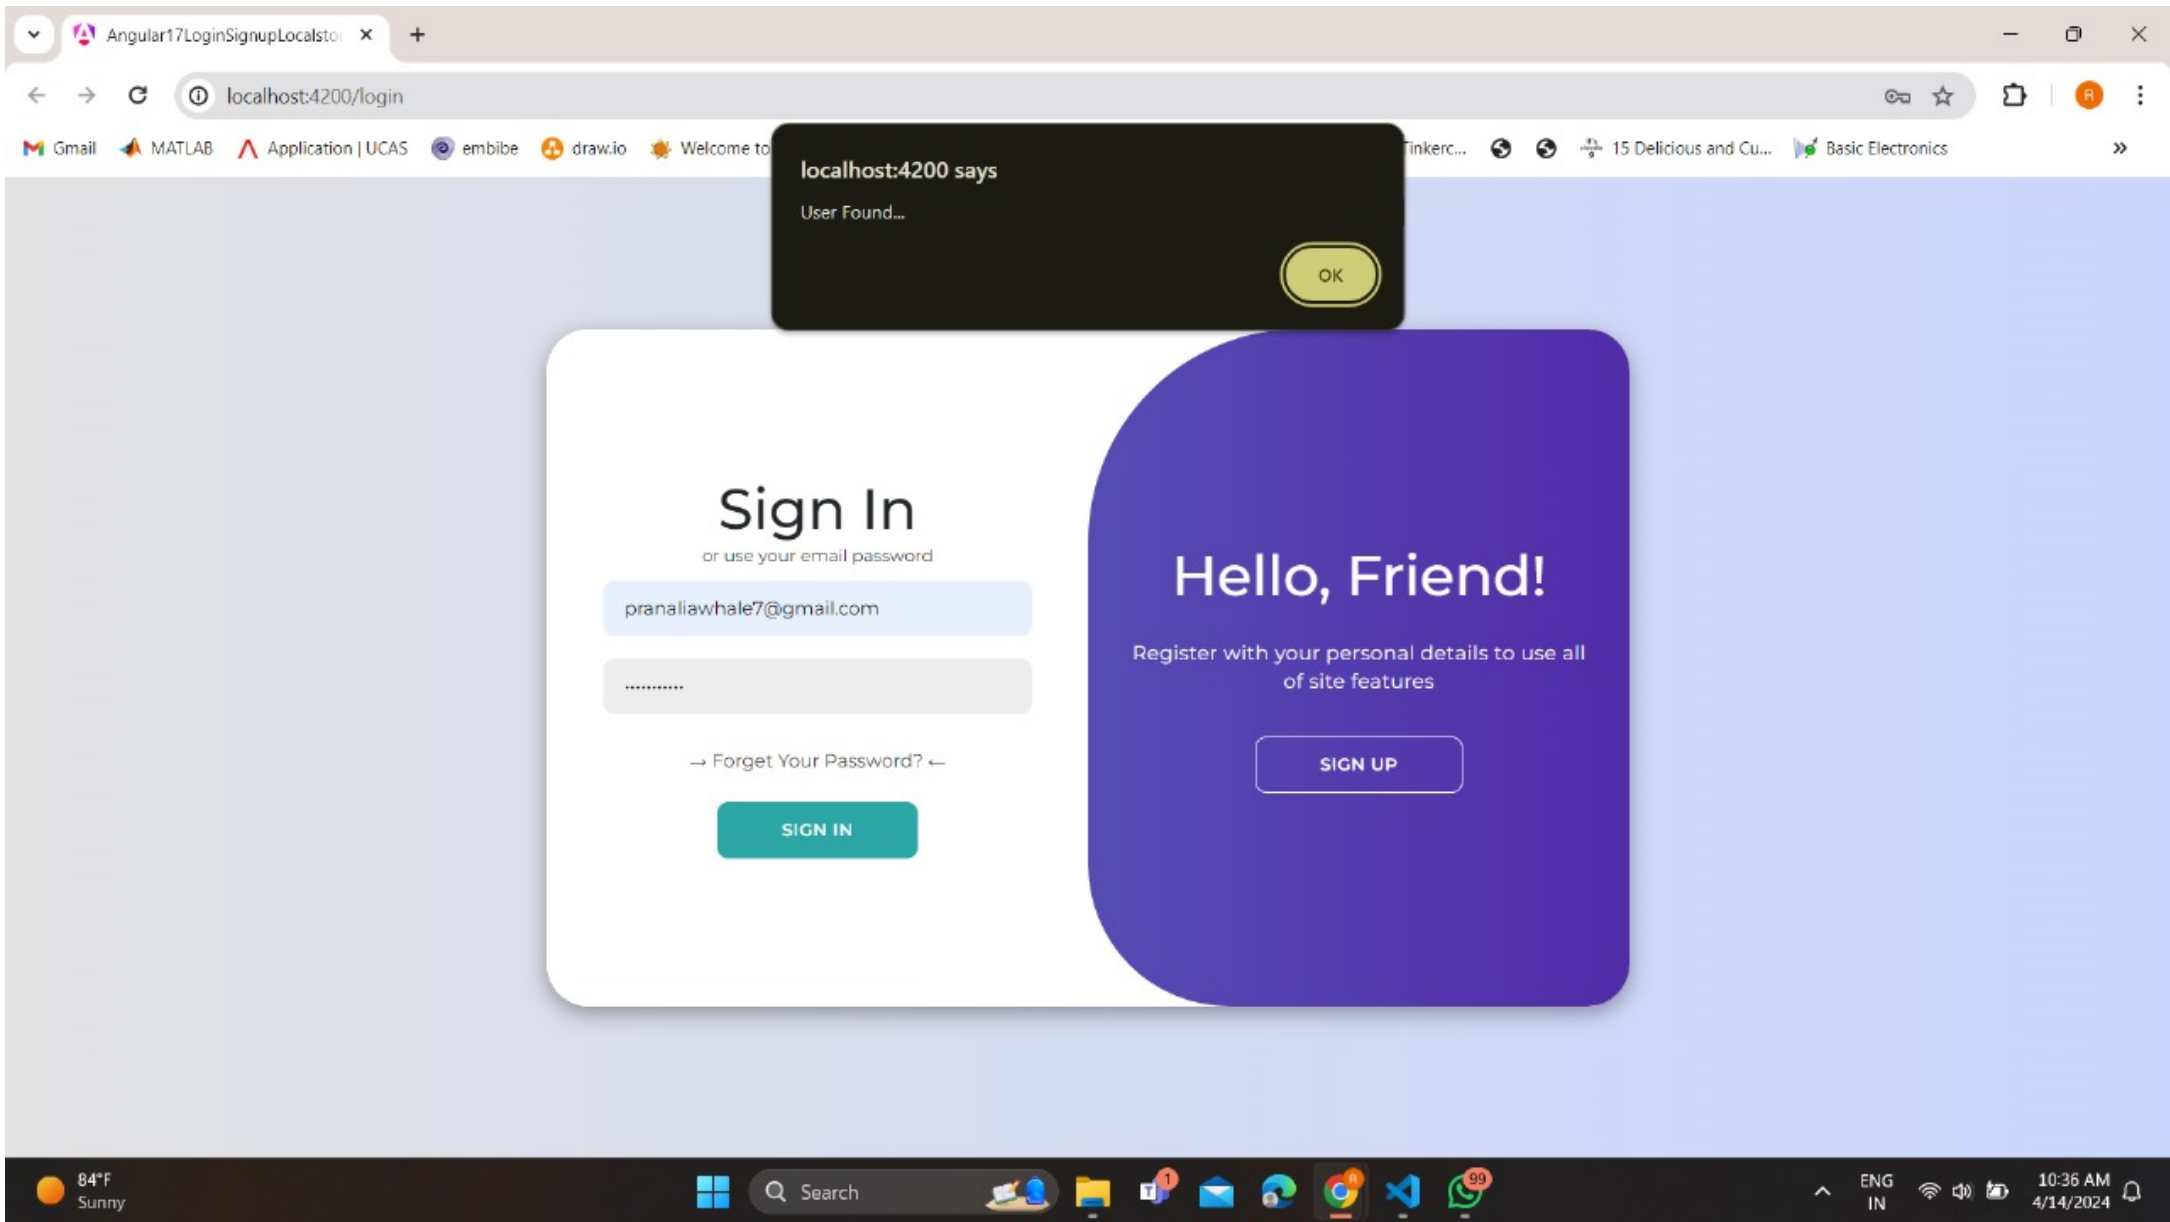 Angular17LoginSignupLocalsto
localhost:4200/login
R
Gmail MATLAB Application | UCAS embibe draw.io Welcome to Tinkerc... 15 Delicious and Cu... Basic Electronics »
localhost:4200 says
User Found...
OK
Sign In
or use your email password
pranaliawhale7@gmail.com
···········
→ Forget Your Password? ←
SIGN IN
Hello, Friend!
Register with your personal details to use all
of site features
SIGN UP
84°F
Sunny
Search
1
R
99
ENG
IN
10:36 AM
4/14/2024